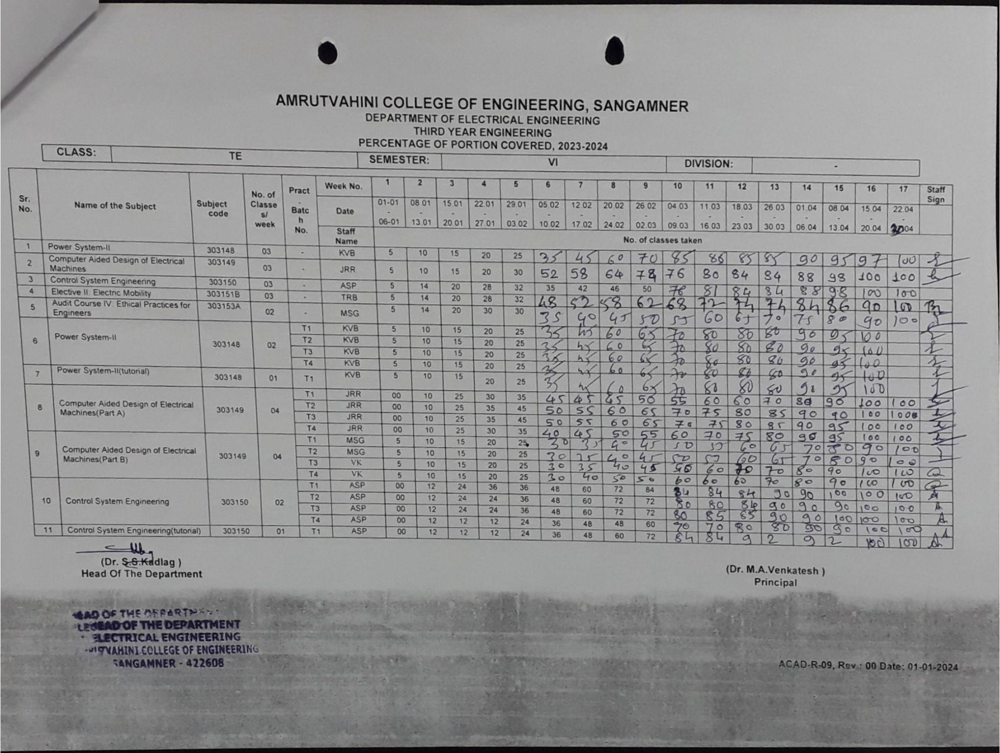 AMRUTVAHINI COLLEGE OF ENGINEERING, SANGAMNER
DEPARTMENT OF ELECTRICAL ENGINEERING
THIRD YEAR ENGINEERING
PERCENTAGE OF PORTION COVERED, 2023-2024
CLASS: TE SEMESTER: VI DIVISION: -
Sr. No. Name of the Subject Subject code No. of Classe s/ week Pract . Batc h No. Week No. 1 2 3 4 5 6 7 8 9 10 11 12 13 14 15 16 17 Staff Sign
Date 01-01 - 06-01 08.01 - 13.01 15.01 - 20.01 22.01 - 27.01 29.01 - 03.02 05.02 - 10.02 12.02 - 17.02 20.02 - 24.02 26.02 - 02.03 04.03 - 09.03 11.03 - 16.03 18.03 - 23.03 26.03 - 30.03 01.04 - 06.04 08.04 - 13.04 15.04 - 20.04 22.04 - 3004
Staff Name No. of classes taken
1 Power System-II 303148 03 - KVB 5 10 15 20 25 35 45 60 70 85 86 85 85 90 95 97 100
2 Computer Aided Design of Electrical Machines 303149 03 - JRR 5 10 15 20 30 52 58 64 74 76 80 84 84 88 98 100 100
3 Control System Engineering 303150 03 - ASP 5 14 20 28 32 35 42 46 50 76 81 84 84 88 98 100 100
4 Elective II: Electric Mobility 303151B 03 - TRB 5 14 20 28 32 48 52 58 62 68 72 74 74 84 86 90 100
5 Audit Course IV: Ethical Practices for Engineers 303153A 02 - MSG 5 14 20 30 30 35 40 45 50 55 60 65 70 75 80 90 100
6 Power System-II 303148 02 T1 KVB 5 10 15 20 25 35 45 60 65 70 80 80 80 90 95 100
T2 KVB 5 10 15 20 25 35 45 60 65 70 80 80 80 90 95 100
T3 KVB 5 10 15 20 25 35 45 60 65 70 80 80 80 90 95 100
T4 KVB 5 10 15 20 25 35 45 60 65 70 80 80 80 90 95 100
7 Power System-II(tutorial) 303148 01 T1 KVB 5 10 15 20 25 35 45 60 65 70 80 80 80 90 95 100
8 Computer Aided Design of Electrical Machines(Part A) 303149 04 T1 JRR 00 10 25 30 35 45 45 45 50 55 60 60 70 80 90 100 100
T2 JRR 00 10 25 35 45 50 55 60 65 70 75 80 85 90 90 100 100
T3 JRR 00 10 25 35 45 50 55 60 65 70 75 80 85 90 95 100 100
T4 JRR 00 10 25 30 35 40 45 50 55 60 70 75 80 90 95 100 100
9 Computer Aided Design of Electrical Machines(Part B) 303149 04 T1 MSG 5 10 15 20 25 30 35 40 45 50 55 60 65 70 80 90 100
T2 MSG 5 10 15 20 25 30 35 40 45 50 55 60 65 70 80 90 100
T3 VK 5 10 15 20 25 30 35 40 45 60 70 70 80 90 100 100
T4 VK 5 10 15 20 25 30 40 50 50 60 60 60 70 80 90 100 100
10 Control System Engineering 303150 02 T1 ASP 00 12 24 36 36 48 60 72 84 84 84 84 90 90 100 100 100
T2 ASP 00 12 24 24 36 48 60 72 72 80 80 84 90 90 90 100 100
T3 ASP 00 12 24 24 36 48 60 72 72 80 85 85 90 90 100 100 100
T4 ASP 00 12 12 12 24 36 48 48 60 70 70 80 80 90 90 100 100
11 Control System Engineering(tutorial) 303150 01 T1 ASP 00 12 12 12 24 36 48 60 72 84 84 9 2 9 2 100 100
(Dr. S.S.Kadlag )
Head Of The Department
(Dr. M.A.Venkatesh )
Principal
HEAD OF THE DEPARTMENT
ELECTRICAL ENGINEERING
COLLEGE OF ENGINEERING
SANGAMNER - 422608
ACAD-R-09, Rev.: 00 Date: 01-01-2024